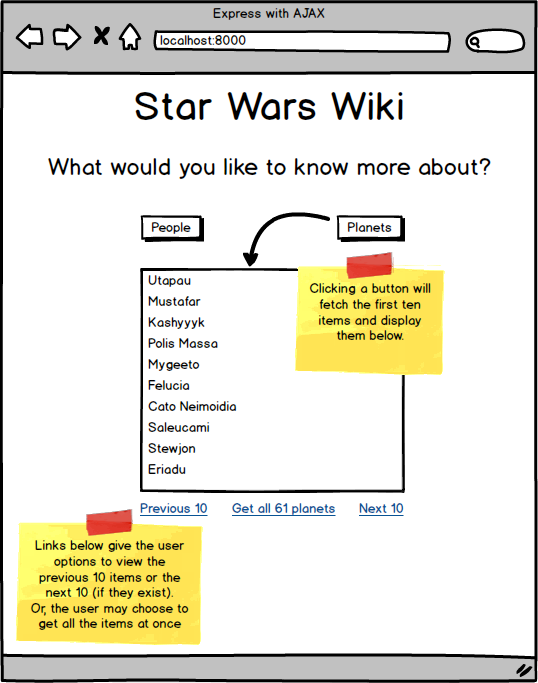 Express with AJAX
localhost:8000
Star Wars Wiki
What would you like to know more about?
People
Planets
Utapau
Mustafar
Kashyyyk
Polis Massa
Mygeeto
Felucia
Cato Neimoidia
Saleucami
Stewjon
Eriadu
Clicking a button will
fetch the first ten
items and display
them below.
Previous 10
Get all 61 planets
Next 10
Links below give the user
options to view the
previous 10 items or the
next 10 (if they exist).
Or, the user may choose to
get all the items at once